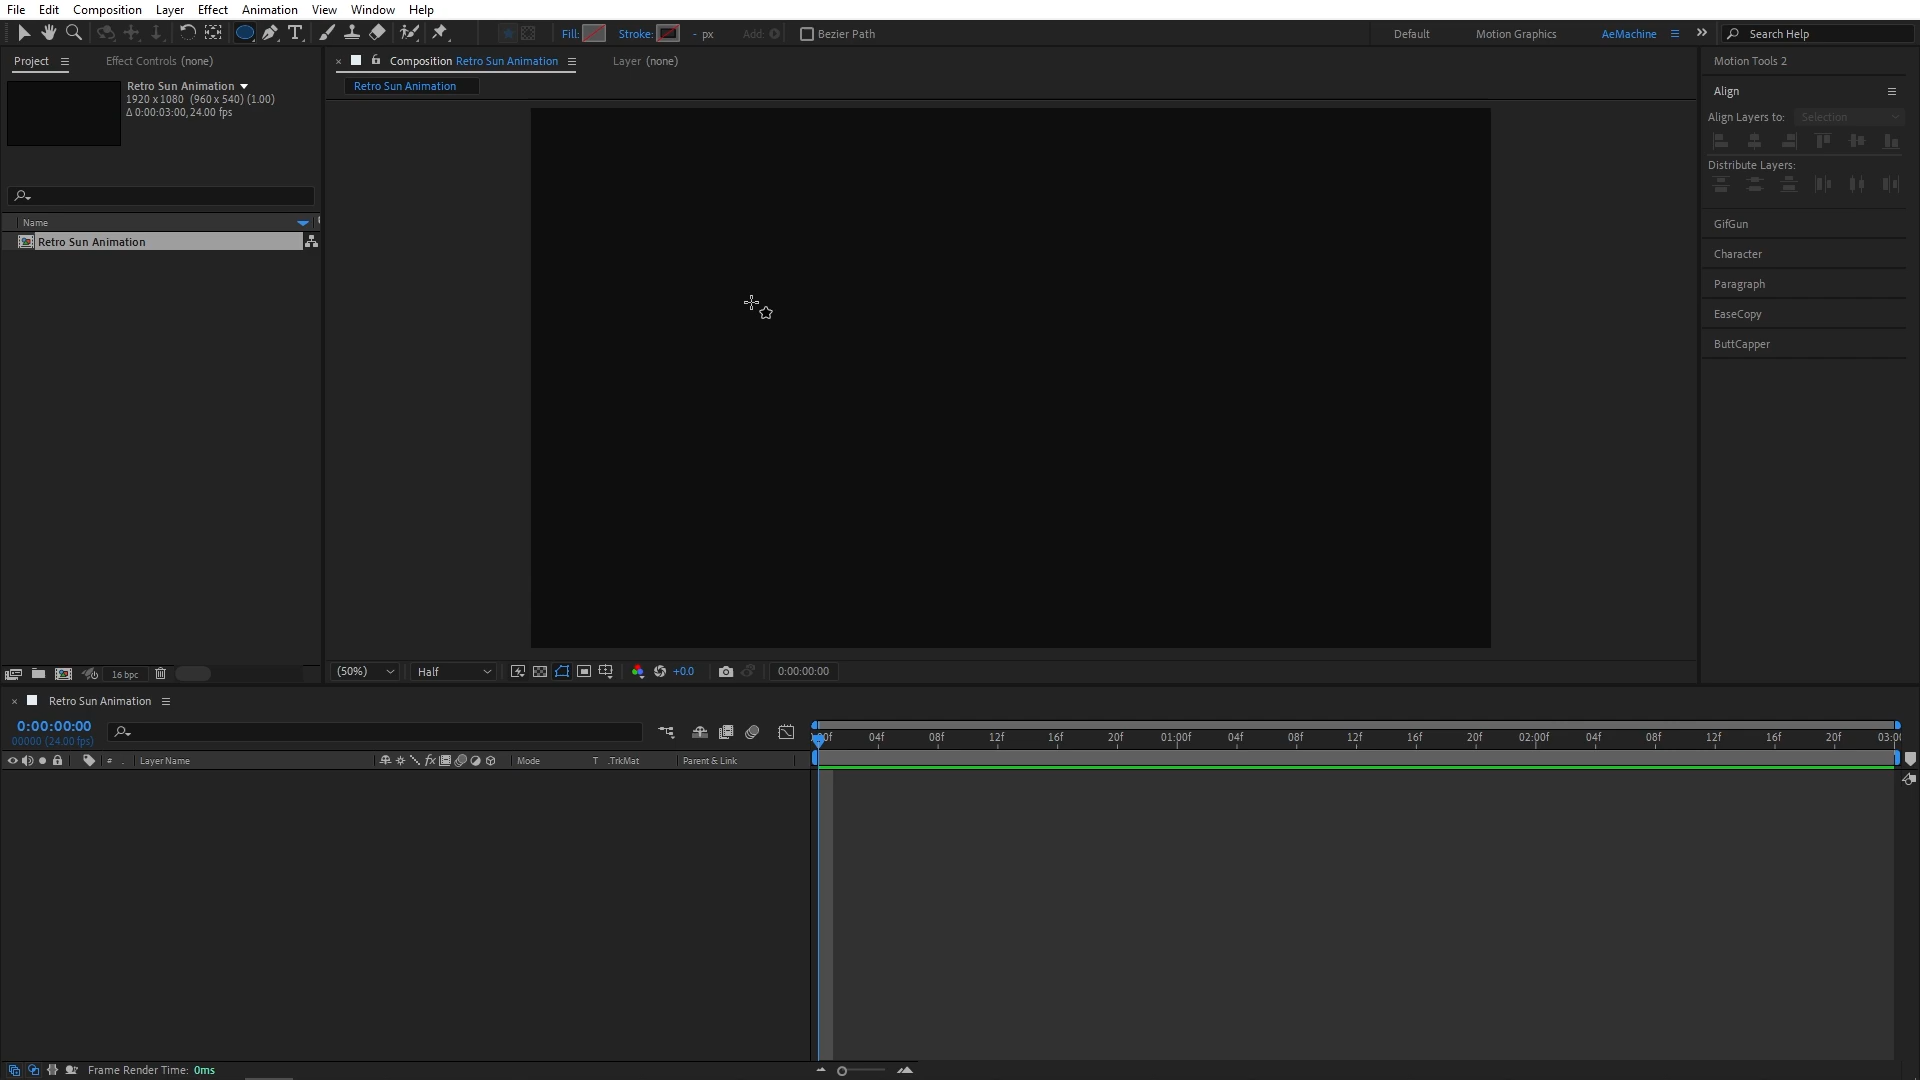 File Edit Composition Layer Effect Animation View Window Help
Fill: Stroke: - px Add: Bezier Path Default Motion Graphics AeMachine Search Help
Project Effect Controls (none) Composition Retro Sun Animation Layer (none) Motion Tools 2
Retro Sun Animation
Retro Sun Animation
1920 x 1080 (960 x 540) (1.00)
Δ 0:00:03:00, 24.00 fps
Align
Align Layers to: Selection
Distribute Layers:
Name
Retro Sun Animation
GifGun
Character
Paragraph
EaseCopy
ButtCapper
16 bpc
(50%) Half +0.0 0:00:00:00
Retro Sun Animation
0:00:00:00
00000 (24.00 fps)
00f 04f 08f 12f 16f 20f 01:00f 04f 08f 12f 16f 20f 02:00f 04f 08f 12f 16f 20f 03:00
# . Layer Name fx Mode T .TrkMat Parent & Link
Frame Render Time: 0ms